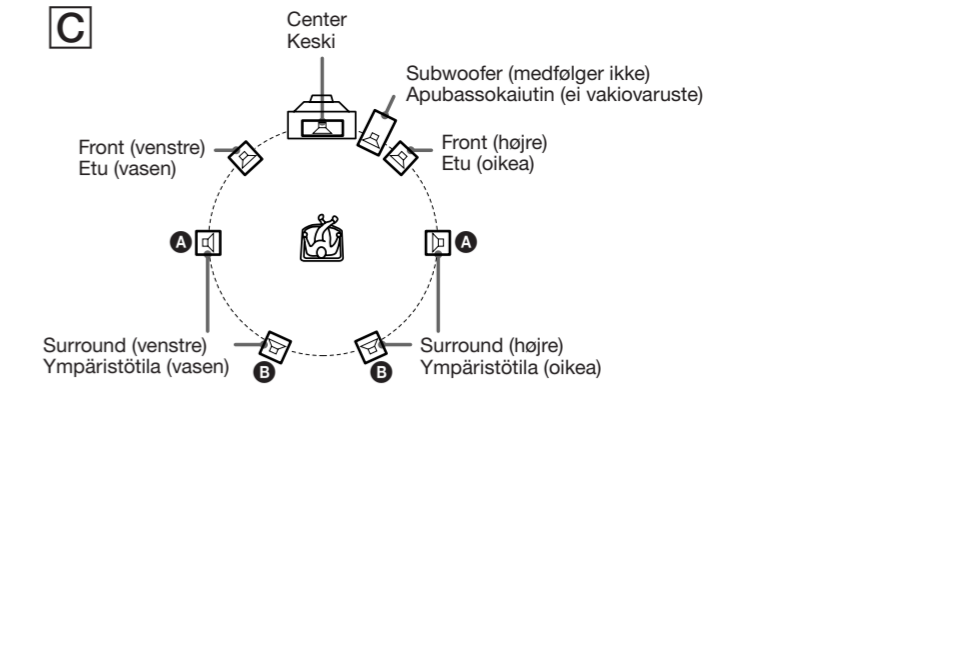 C
Center
Keski
Subwoofer (medfølger ikke)
Apubassokaiutin (ei vakiovaruste)
Front (venstre)
Etu (vasen)
Front (højre)
Etu (oikea)
A
A
Surround (venstre)
Ympäristötila (vasen)
Surround (højre)
Ympäristötila (oikea)
B
B